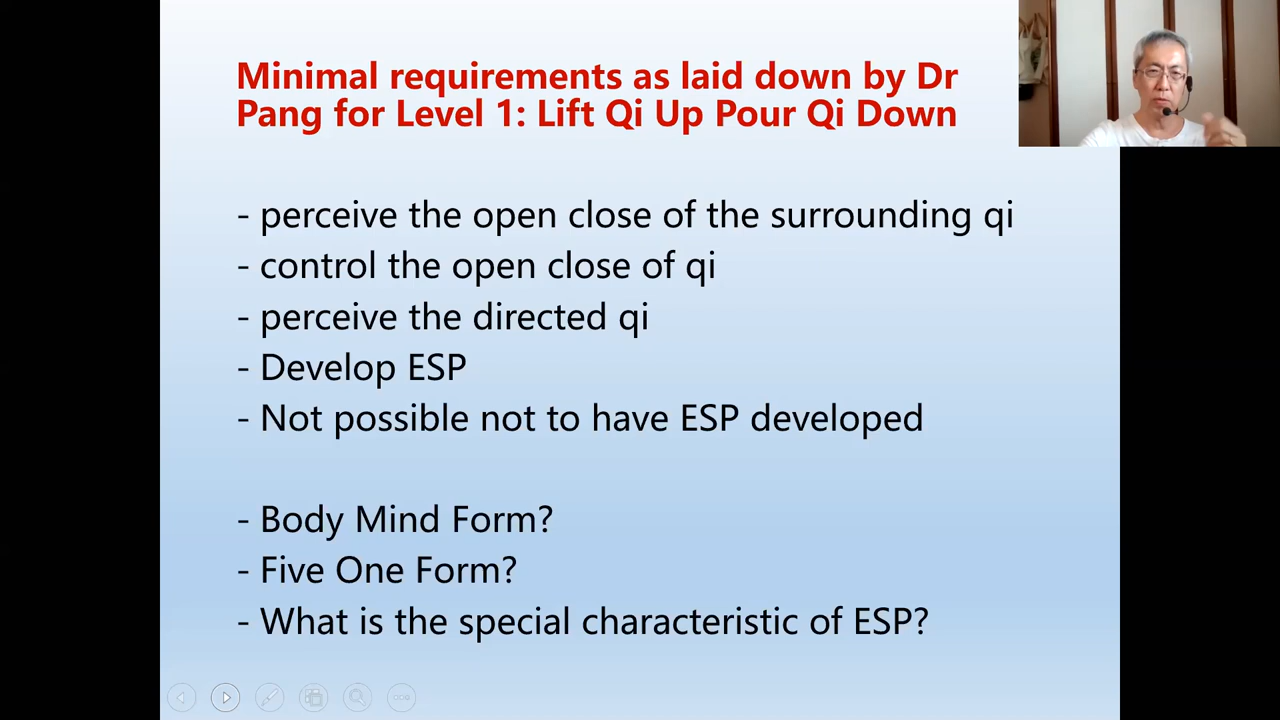 Minimal requirements as laid down by Dr
Pang for Level 1: Lift Qi Up Pour Qi Down
- perceive the open close of the surrounding qi
- control the open close of qi
- perceive the directed qi
- Develop ESP
- Not possible not to have ESP developed
- Body Mind Form?
- Five One Form?
- What is the special characteristic of ESP?